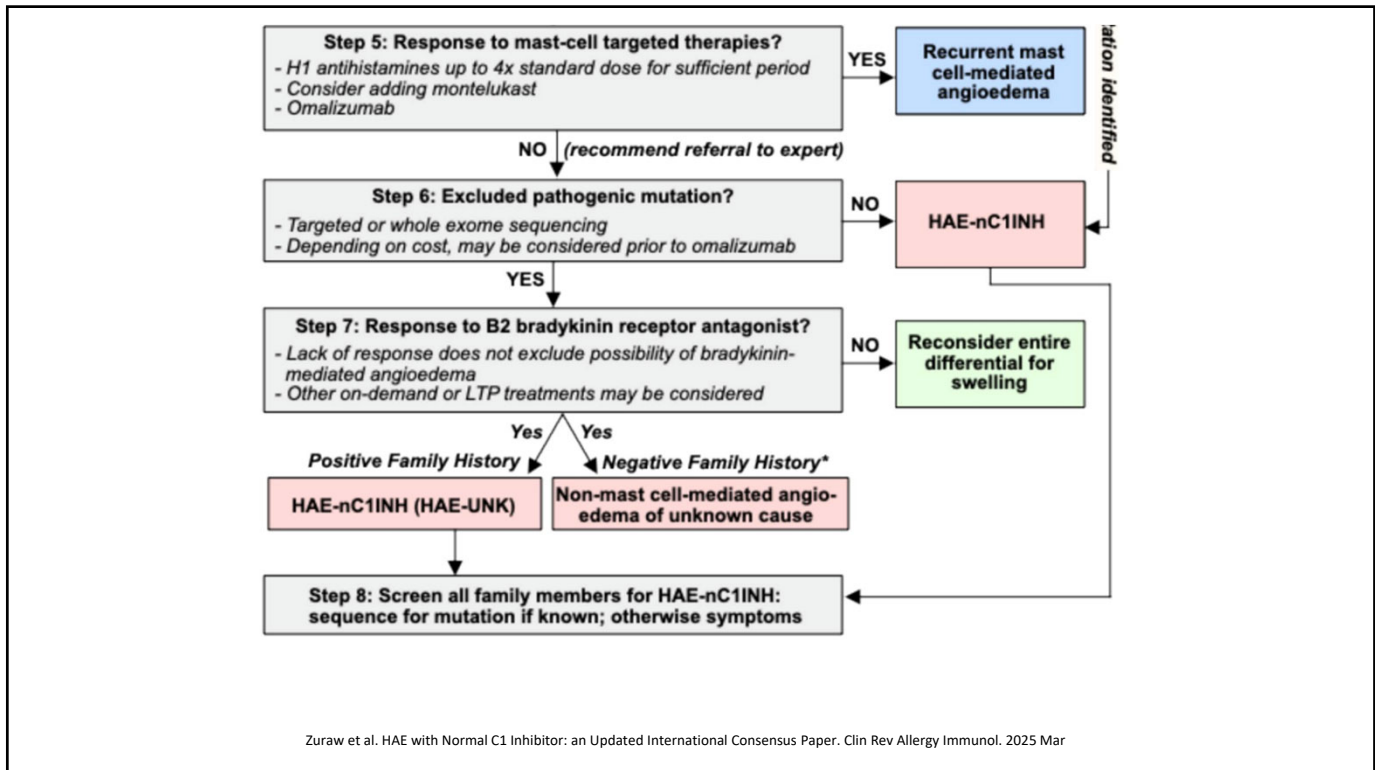 Step 5: Response to mast-cell targeted therapies?
- H1 antihistamines up to 4x standard dose for sufficient period
- Consider adding montelukast
- Omalizumab
YES
Recurrent mast
cell-mediated
angioedema
identified
NO (recommend referral to expert)
Step 6: Excluded pathogenic mutation?
- Targeted or whole exome sequencing
- Depending on cost, may be considered prior to omalizumab
NO
HAE-nC1INH
YES
Step 7: Response to B2 bradykinin receptor antagonist?
- Lack of response does not exclude possibility of bradykinin-
mediated angioedema
- Other on-demand or LTP treatments may be considered
NO
Reconsider entire
differential for
swelling
Yes Yes
Positive Family History
Negative Family History*
HAE-nC1INH (HAE-UNK)
Non-mast cell-mediated angio-
edema of unknown cause
Step 8: Screen all family members for HAE-nC1INH:
sequence for mutation if known; otherwise symptoms
Zuraw et al. HAE with Normal C1 Inhibitor: an Updated International Consensus Paper. Clin Rev Allergy Immunol. 2025 Mar